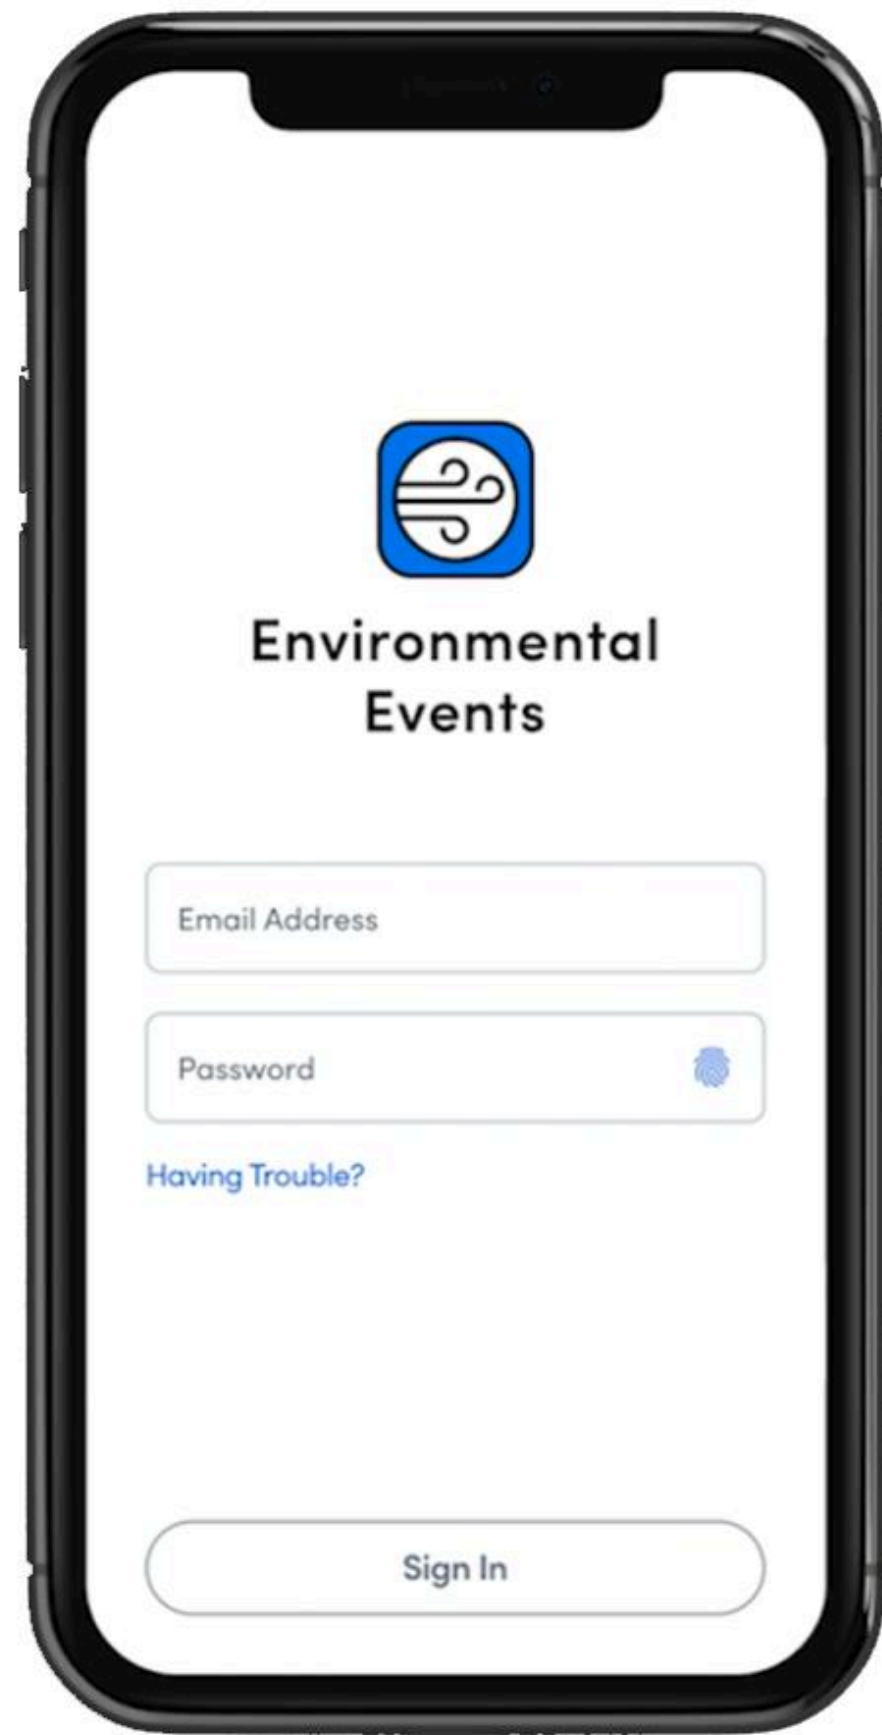 Environmental
Events
Email Address
Password
Having Trouble?
Sign In